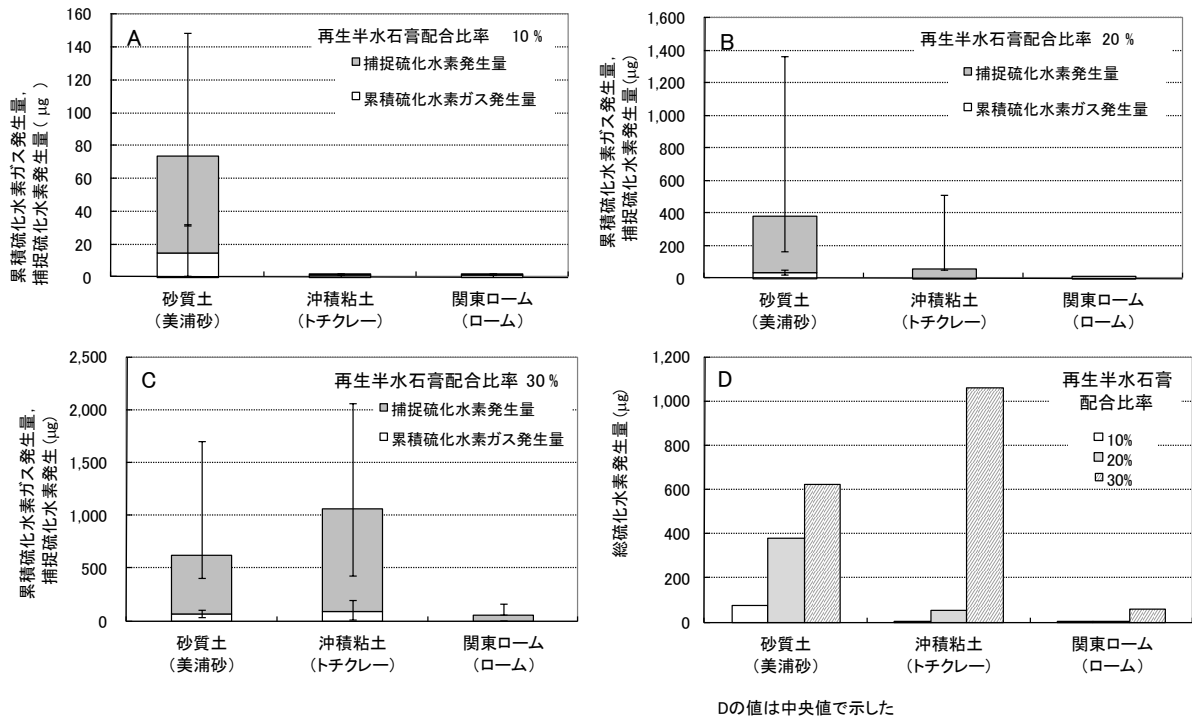 A
再生半水石膏配合比率 10 %
捕捉硫化水素発生量
累積硫化水素ガス発生量
累積硫化水素ガス発生量,
捕捉硫化水素発生量 ( μg )
160
140
120
100
80
60
40
20
0
砂質土
(美浦砂)
沖積粘土
(トチクレー)
関東ローム
(ローム)
B
再生半水石膏配合比率 20 %
捕捉硫化水素発生量
累積硫化水素ガス発生量
累積硫化水素ガス発生量,
捕捉硫化水素発生量 (μg)
1,600
1,400
1,200
1,000
800
600
400
200
0
砂質土
(美浦砂)
沖積粘土
(トチクレー)
関東ローム
(ローム)
C
再生半水石膏配合比率 30 %
捕捉硫化水素発生量
累積硫化水素ガス発生量
累積硫化水素ガス発生量,
捕捉硫化水素発生 (μg)
2,500
2,000
1,500
1,000
500
0
砂質土
(美浦砂)
沖積粘土
(トチクレー)
関東ローム
(ローム)
D
再生半水石膏
配合比率
10%
20%
30%
総硫化水素発生量 (μg)
1,200
1,000
800
600
400
200
0
砂質土
(美浦砂)
沖積粘土
(トチクレー)
関東ローム
(ローム)
Dの値は中央値で示した